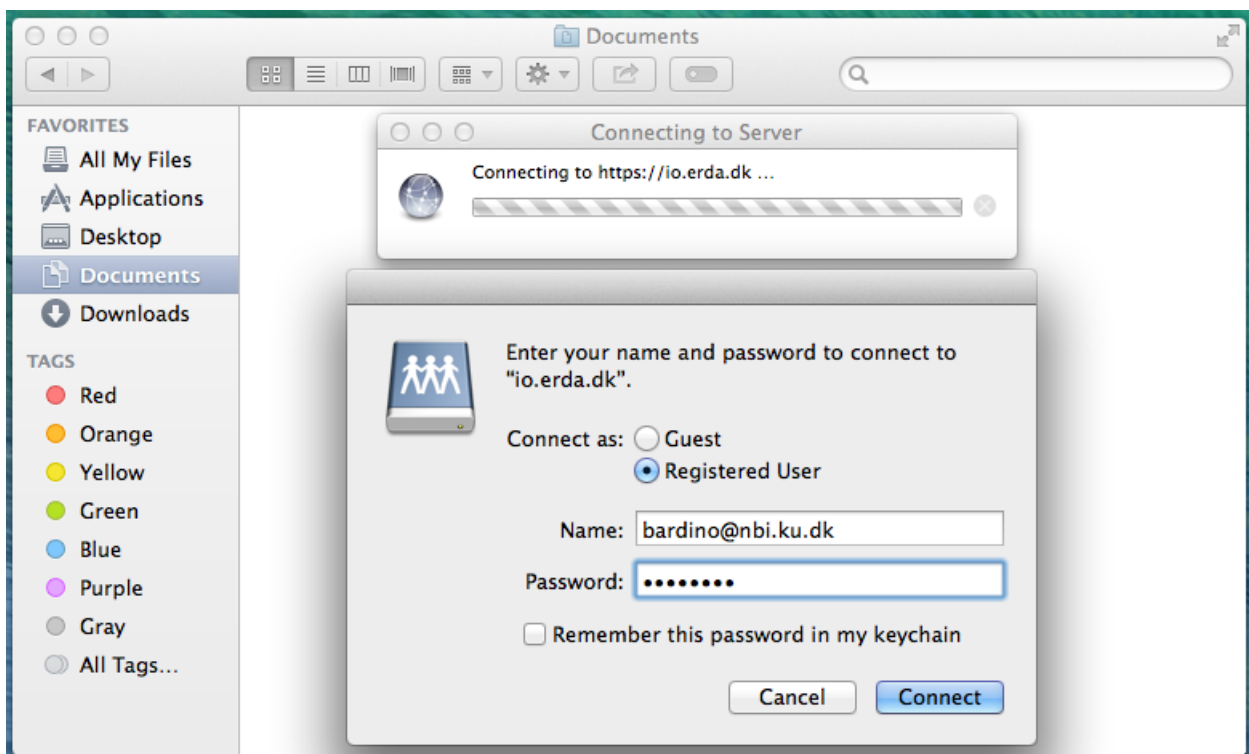 Documents
FAVORITES
All My Files
Applications
Desktop
Documents
Downloads
TAGS
Red
Orange
Yellow
Green
Blue
Purple
Gray
All Tags...
Connecting to Server
Connecting to https://io.erda.dk ...
Enter your name and password to connect to
“io.erda.dk”.
Connect as: Guest
Registered User
Name: bardino@nbi.ku.dk
Password: ••••••••
Remember this password in my keychain
Cancel Connect